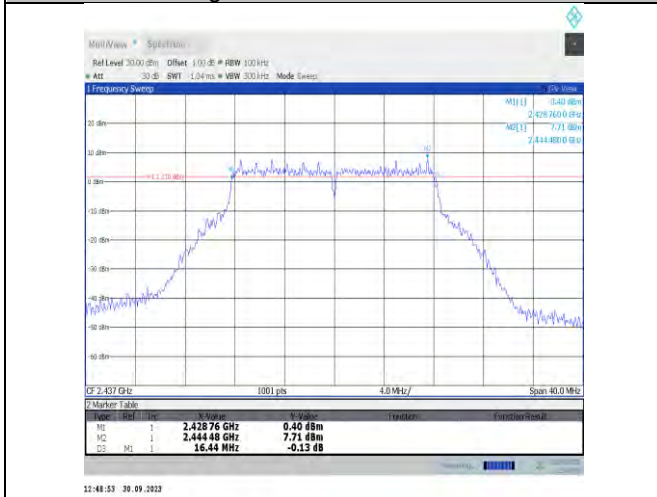 MultiView Spectrum
Ref Level 30.00 dBm Offset 1.00 dB RBW 100 kHz
Att 30 dB SWT 1.04 ms VBW 300 kHz Mode Sweep
1 Frequency Sweep
M1[1] 0.40 dBm
2.428 760 0 GHz
M2[1] 7.71 dBm
2.444 480 0 GHz
20 dBm
M2
10 dBm
0 dBm
-10 dBm
-20 dBm
-30 dBm
-40 dBm
-50 dBm
-60 dBm
CF 2.437 GHz 1001 pts 4.0 MHz/ Span 40.0 MHz
2 Marker Table
Type Ref Trc X-Value Y-Value Function Function Result
M1 1 2.428 76 GHz 0.40 dBm
M2 1 2.444 48 GHz 7.71 dBm
D3 M1 1 16.44 MHz -0.13 dB
12:48:53 30.09.2023